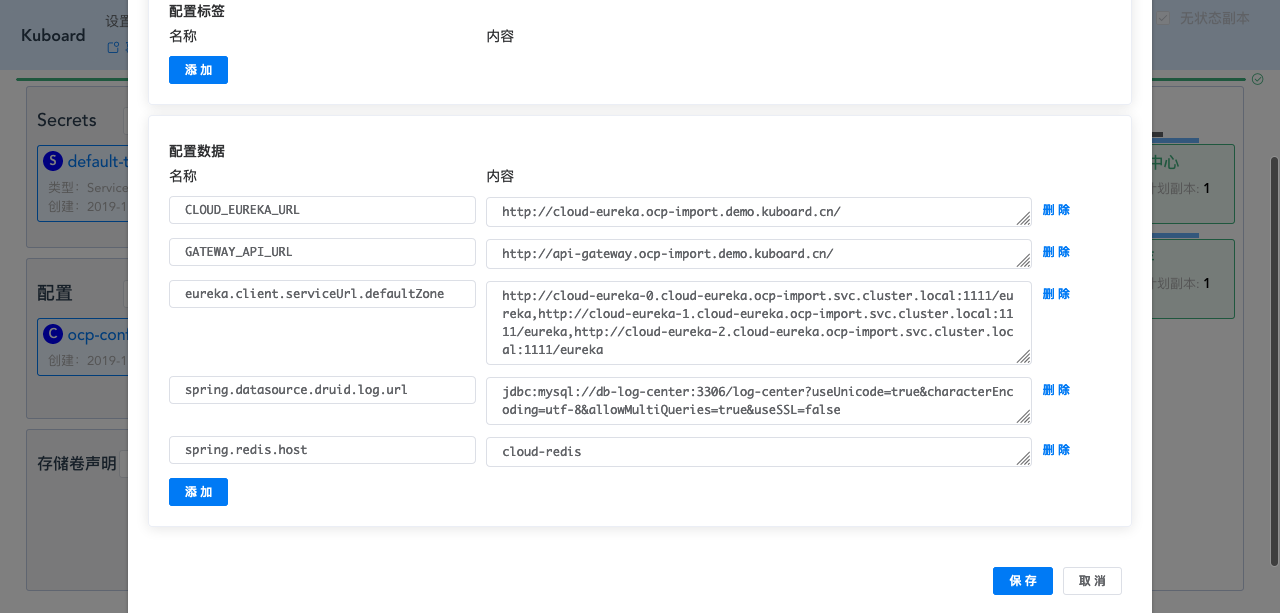 Kuboard
设置
无状态副本
Secrets
S default-t
类型：Service
创建：2019-1
配置
C ocp-conf
创建：2019-1
存储卷声明
中心
计划副本: 1
计划副本: 1
配置标签
名称 内容
添加
配置数据
名称 内容
CLOUD_EUREKA_URL http://cloud-eureka.ocp-import.demo.kuboard.cn/ 删除
GATEWAY_API_URL http://api-gateway.ocp-import.demo.kuboard.cn/ 删除
eureka.client.serviceUrl.defaultZone http://cloud-eureka-0.cloud-eureka.ocp-import.svc.cluster.local:1111/eu 删除
reka,http://cloud-eureka-1.cloud-eureka.ocp-import.svc.cluster.local:11
11/eureka,http://cloud-eureka-2.cloud-eureka.ocp-import.svc.cluster.loc
al:1111/eureka
spring.datasource.druid.log.url jdbc:mysql://db-log-center:3306/log-center?useUnicode=true&characterEnc 删除
oding=utf-8&allowMultiQueries=true&useSSL=false
spring.redis.host cloud-redis 删除
添加
保存 取消